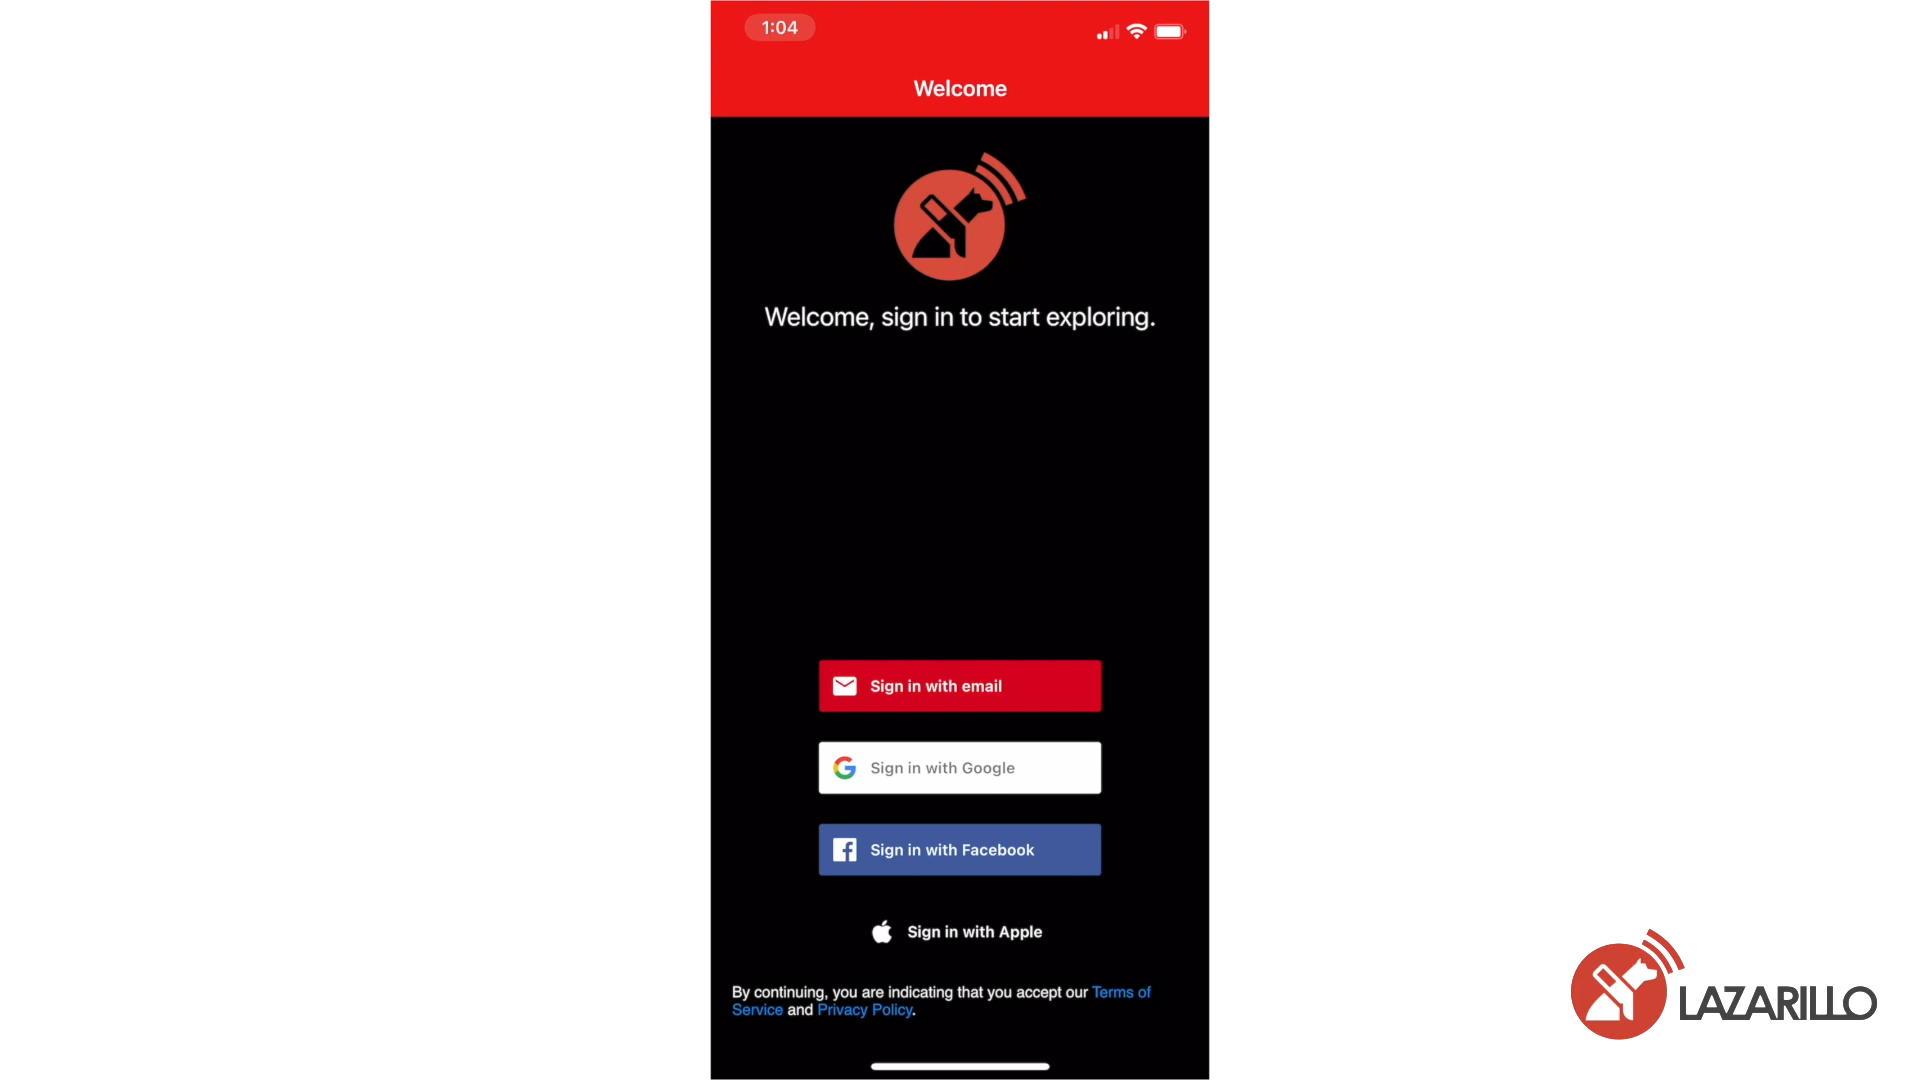 1:04
Welcome
Welcome, sign in to start exploring.
Sign in with email
Sign in with Google
Sign in with Facebook
Sign in with Apple
By continuing, you are indicating that you accept our Terms of
Service and Privacy Policy.
LAZARILLO